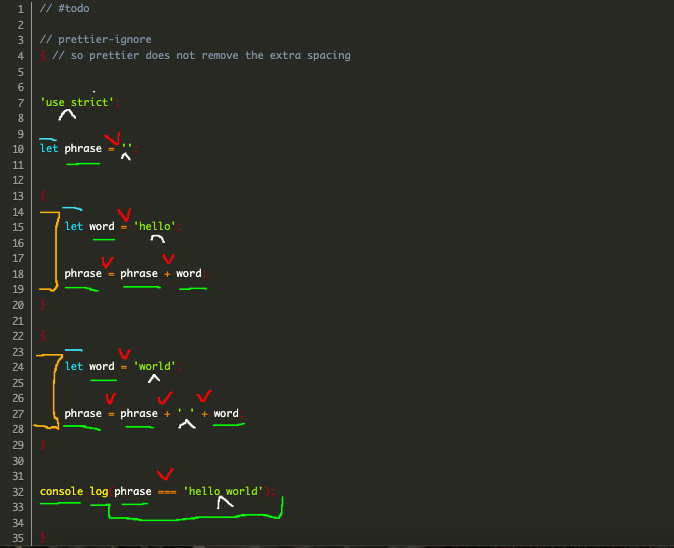 1 // #todo
2
3 // prettier-ignore
4 { // so prettier does not remove the extra spacing
5
6
7 'use strict';
8
9
10 let phrase = '';
11
12
13 {
14
15 let word = 'hello';
16
17
18 phrase = phrase + word;
19
20 }
21
22 {
23
24 let word = 'world';
25
26
27 phrase = phrase + ' ' + word;
28
29 }
30
31
32 console.log(phrase === 'hello world');
33
34
35 }